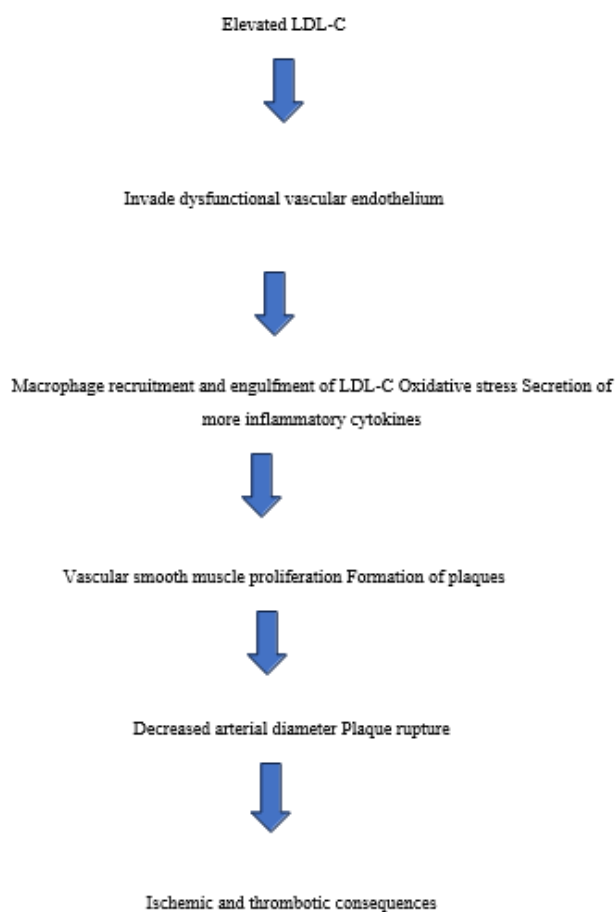 Elevated LDL-C
Invade dysfunctional vascular endothelium
Macrophage recruitment and engulfment of LDL-C Oxidative stress Secretion of
more inflammatory cytokines
Vascular smooth muscle proliferation Formation of plaques
Decreased arterial diameter Plaque rupture
Ischemic and thrombotic consequences